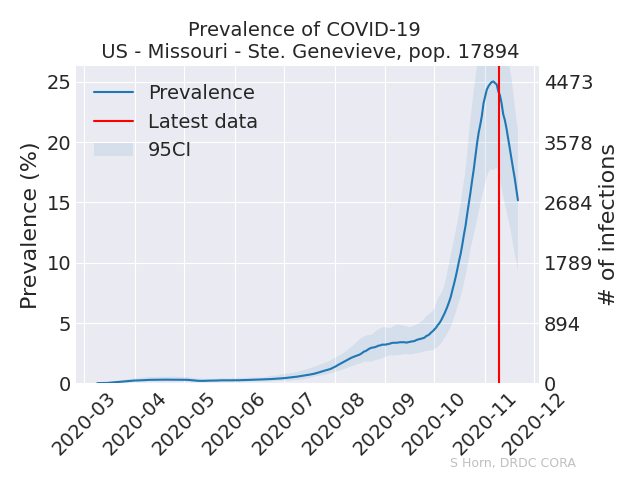 Prevalence of COVID-19
US - Missouri - Ste. Genevieve, pop. 17894
Prevalence
Latest data
95CI
Prevalence (%)
25
20
15
10
5
0
4473
3578
2684
1789
894
0
# of infections
2020-03
2020-04
2020-05
2020-06
2020-07
2020-08
2020-09
2020-10
2020-11
2020-12
S Horn, DRDC CORA